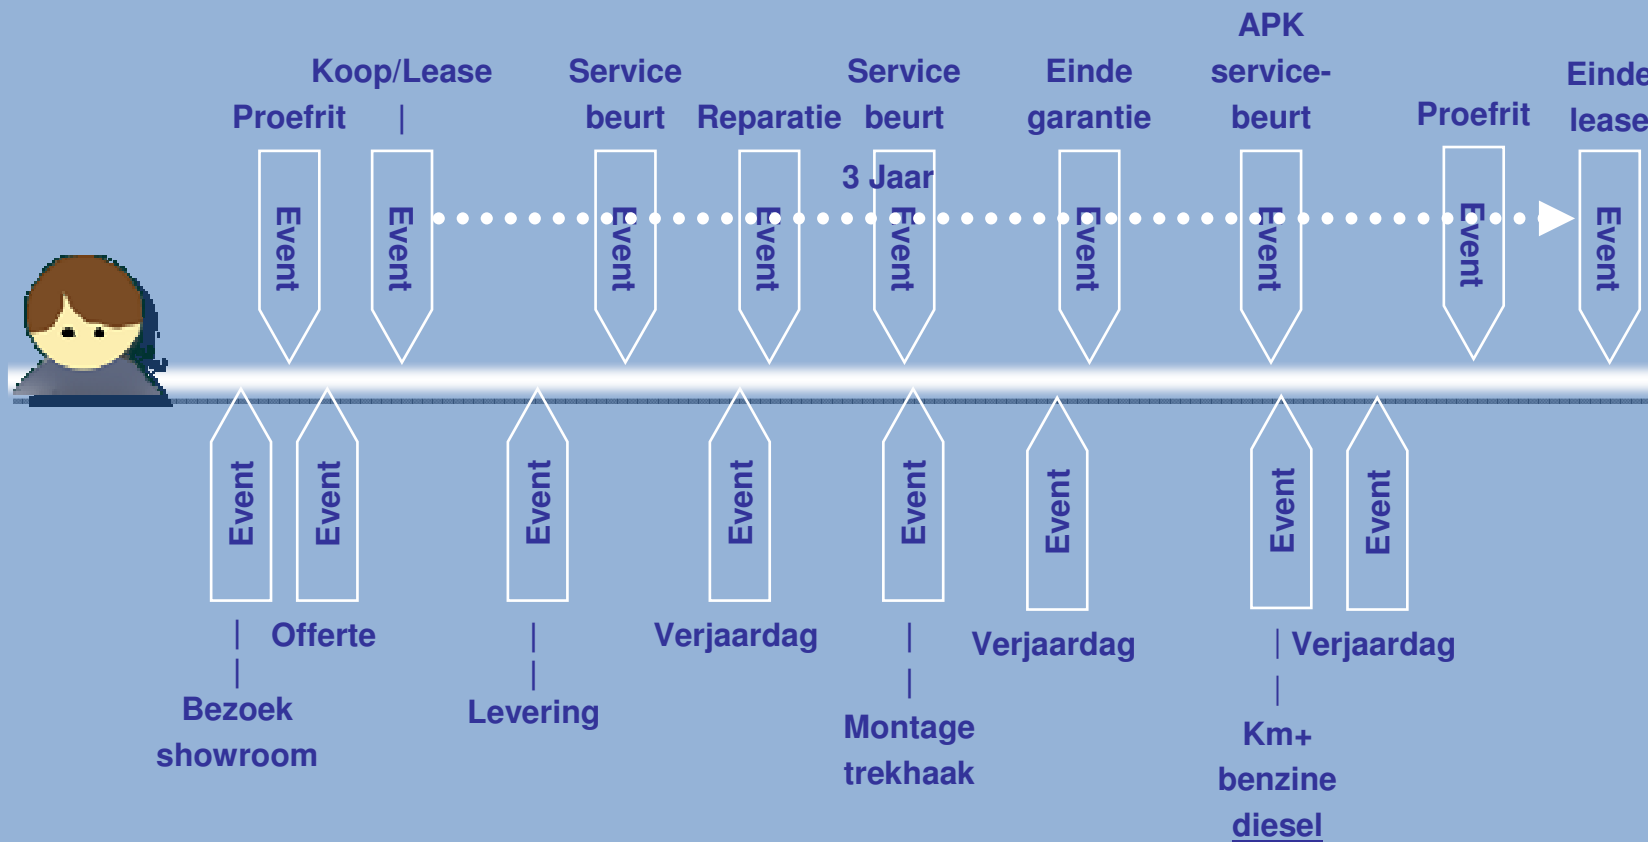 APK
Koop/Lease Service Service Einde service- Einde
Proefrit | beurt Reparatie beurt garantie beurt Proefrit lease
3 Jaar
Event Event Event Event Event Event Event Event Event
Event Event Event Event Event Event Event Event
| Offerte | Verjaardag | Verjaardag | Verjaardag
| | | |
Bezoek Levering Montage Km+
showroom trekhaak benzine
diesel